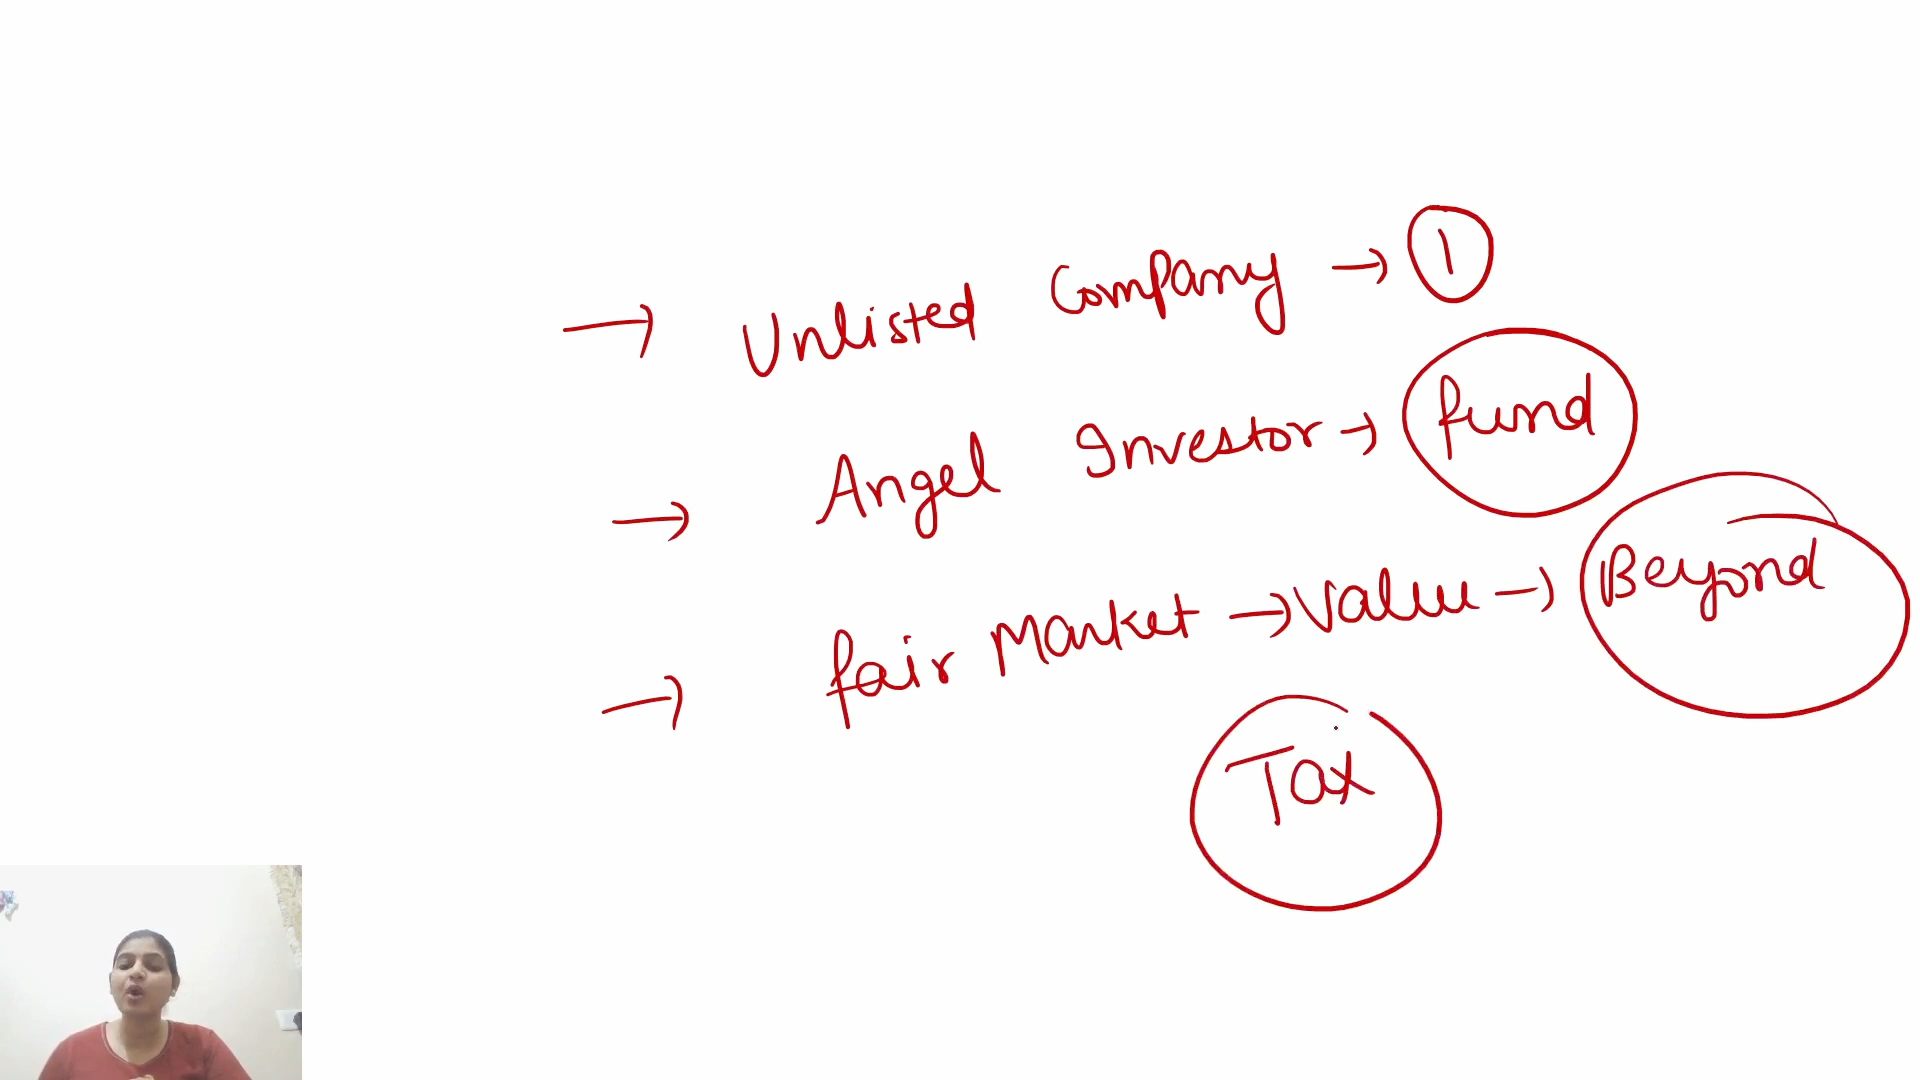 → Unlisted Company → 1
→ Angel Investor → fund
→ fair Market → Value → Beyond
Tax